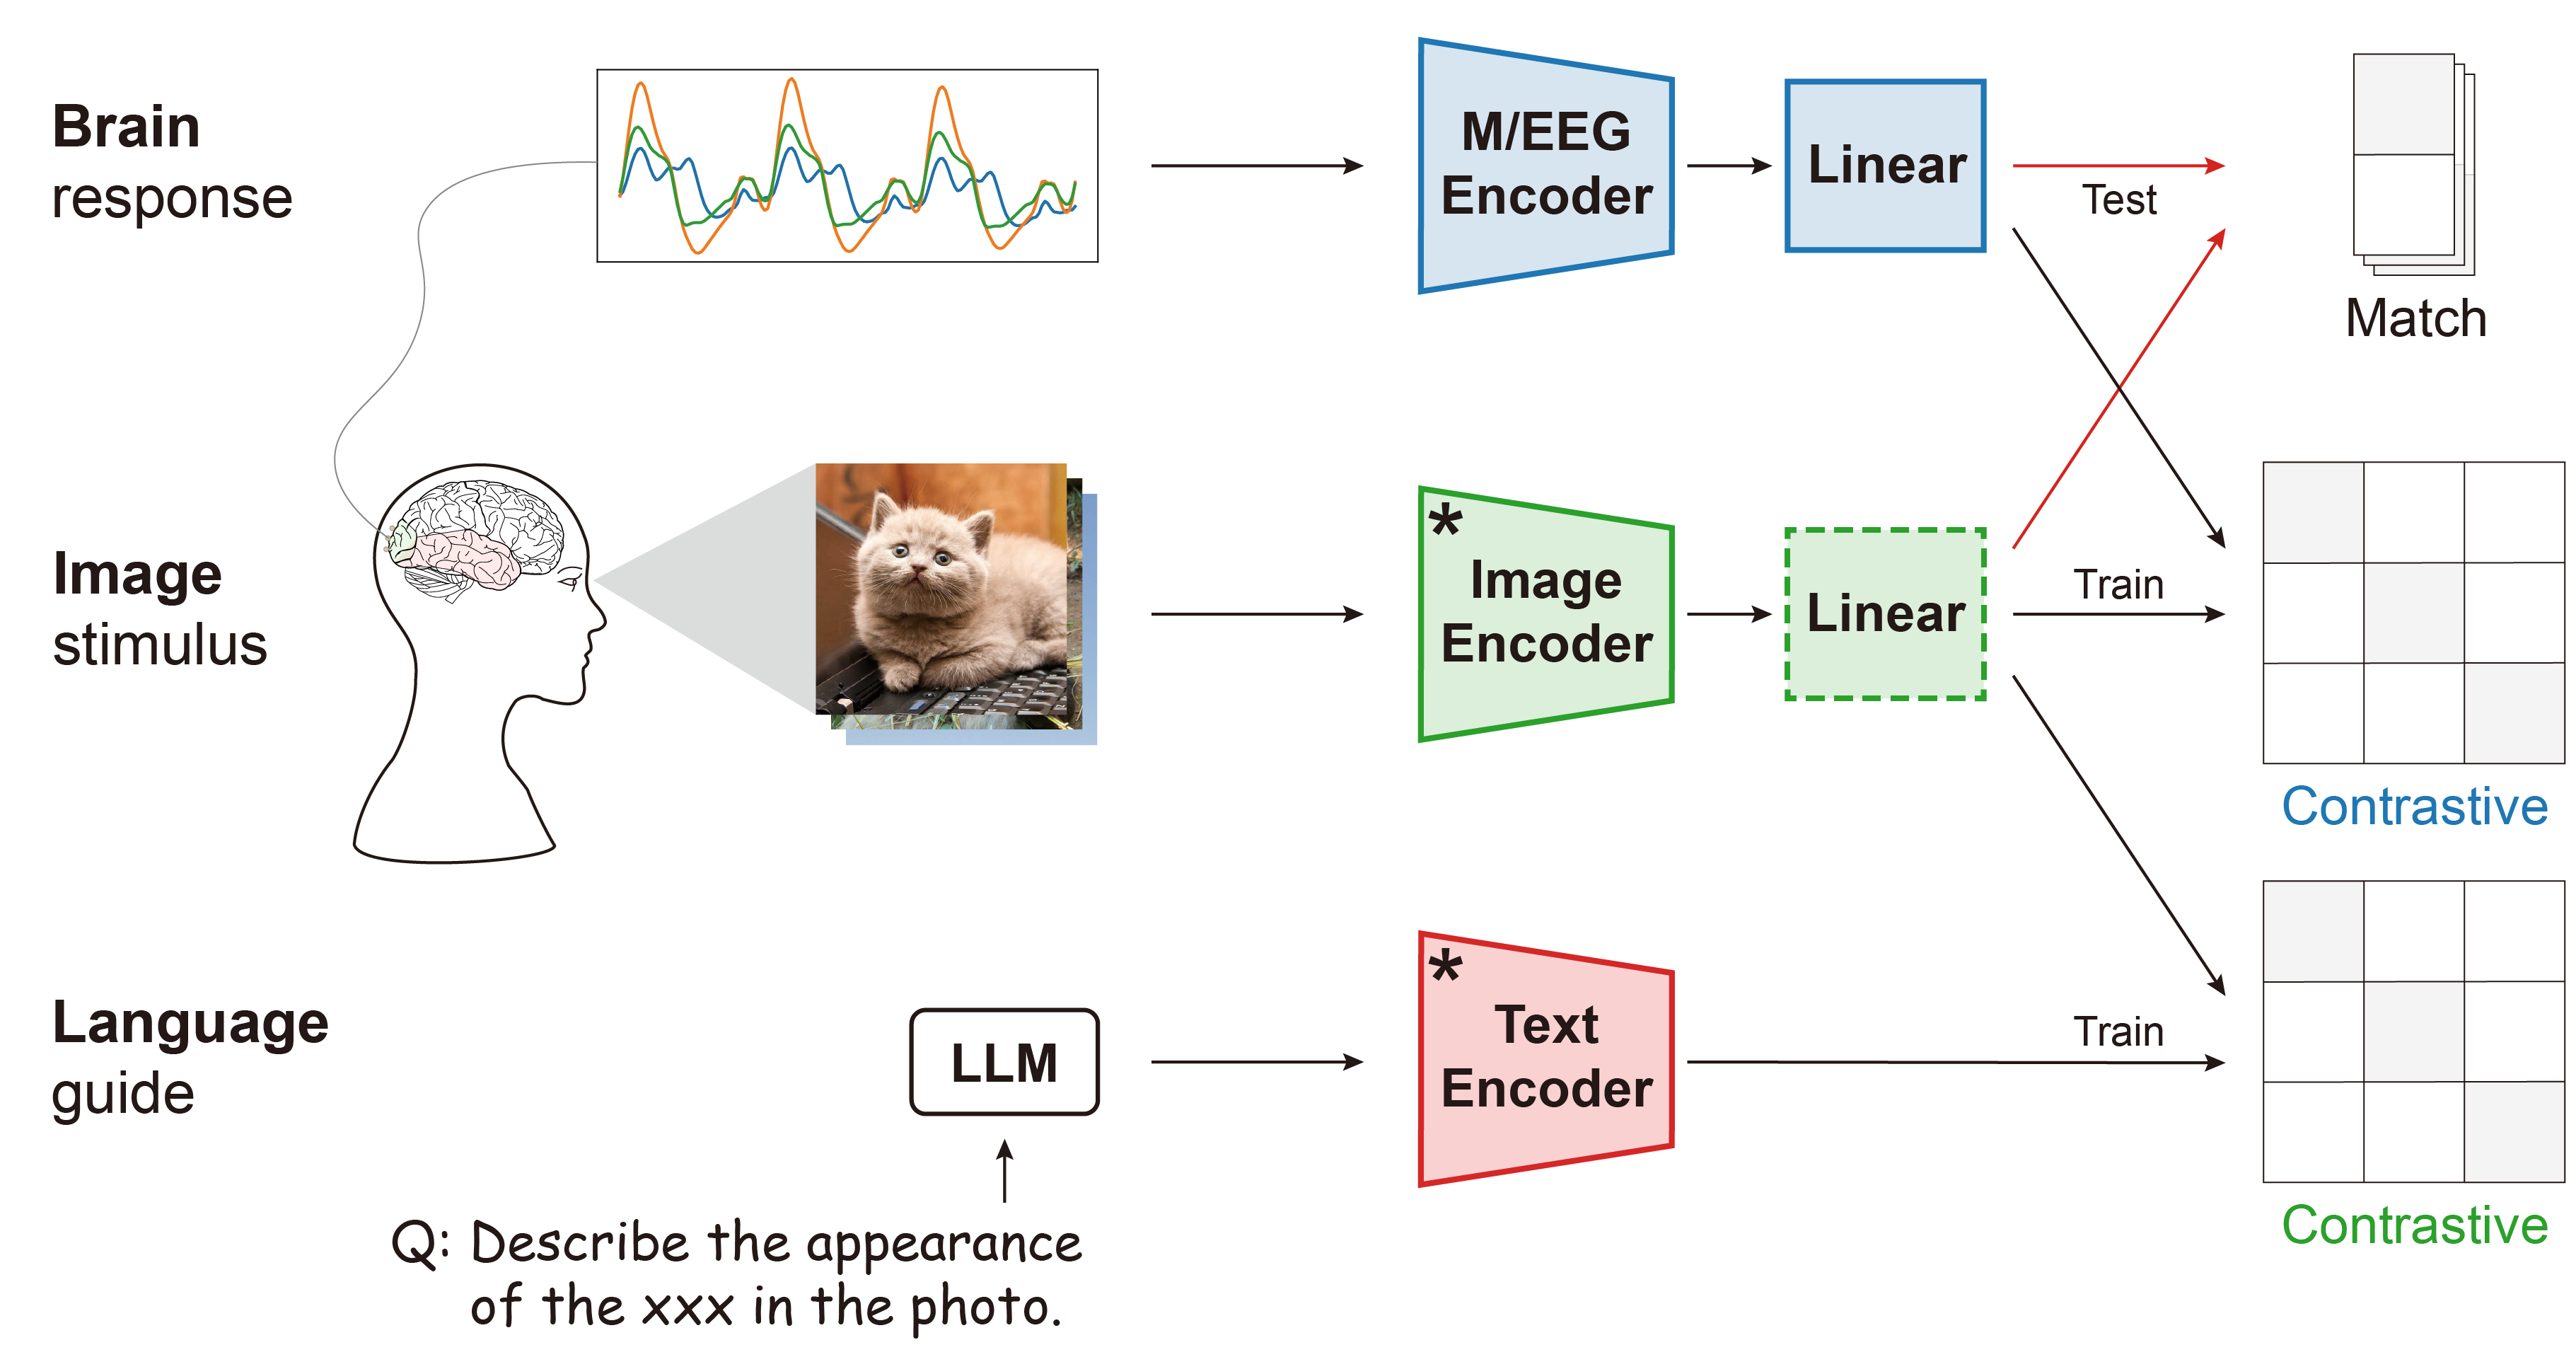 Brain
response
M/EEG
Encoder
Linear
Test
Match
Image
stimulus
*
Image
Encoder
Linear
Train
Contrastive
Language
guide
LLM
*
Text
Encoder
Train
Contrastive
Q: Describe the appearance
of the xxx in the photo.